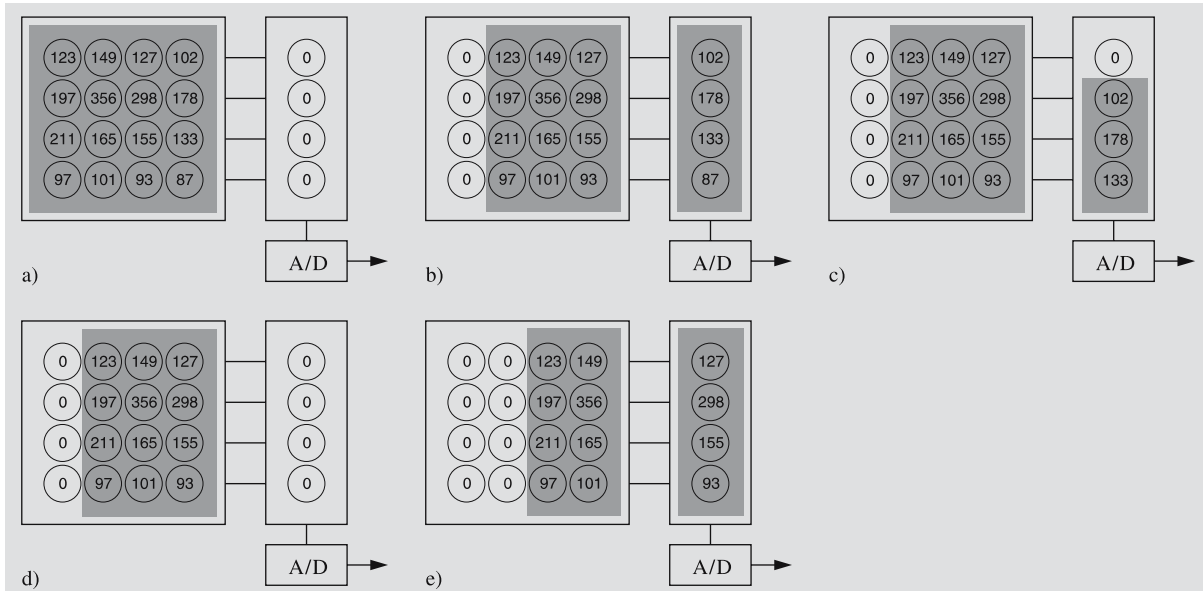 123 149 127 102 0
197 356 298 178 0
211 165 155 133 0
97 101 93 87 0
A/D
a)
0 123 149 127 102
0 197 356 298 178
0 211 165 155 133
0 97 101 93 87
A/D
b)
0 123 149 127 0
0 197 356 298 102
0 211 165 155 178
0 97 101 93 133
A/D
c)
0 123 149 127 0
0 197 356 298 0
0 211 165 155 0
0 97 101 93 0
A/D
d)
0 0 123 149 127
0 0 197 356 298
0 0 211 165 155
0 0 97 101 93
A/D
e)